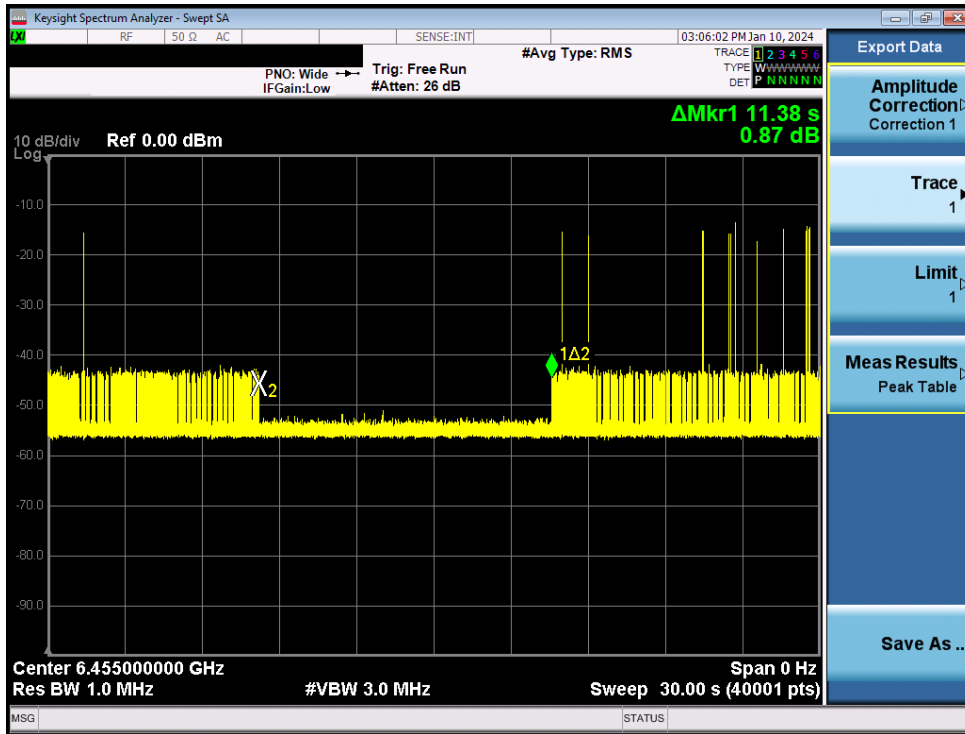 Keysight Spectrum Analyzer - Swept SA
LXI RF 50 Ω AC SENSE:INT 03:06:02 PM Jan 10, 2024
#Avg Type: RMS TRACE 1 2 3 4 5 6
PNO: Wide Trig: Free Run TYPE WWWWWW
IFGain:Low #Atten: 26 dB DET P N N N N N
ΔMkr1 11.38 s
0.87 dB
10 dB/div Ref 0.00 dBm
Log
-10.0
-20.0
-30.0
-40.0
-50.0
-60.0
-70.0
-80.0
-90.0
1Δ2
X2
Center 6.455000000 GHz Span 0 Hz
Res BW 1.0 MHz #VBW 3.0 MHz Sweep 30.00 s (40001 pts)
MSG STATUS
Export Data
Amplitude
Correction
Correction 1
Trace
1
Limit
1
Meas Results
Peak Table
Save As ..